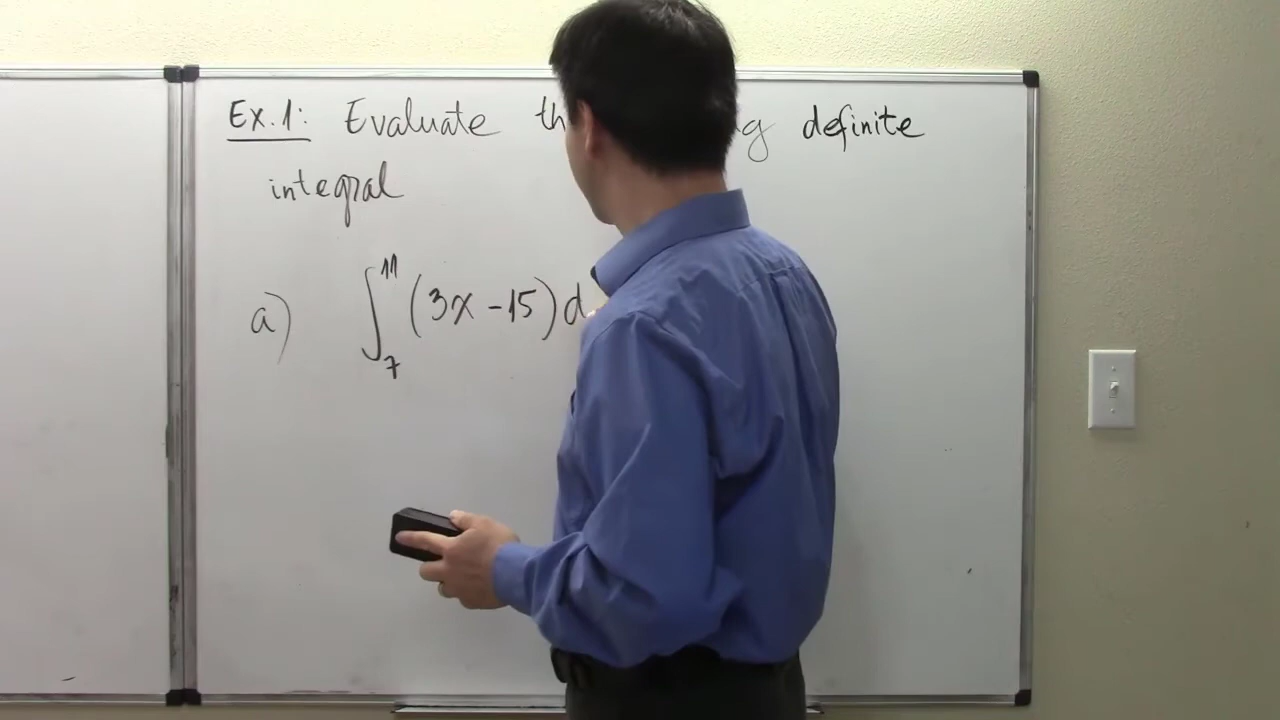 Ex. 1: Evaluate th g definite
integral
a) ∫₇¹¹ (3x - 15) d